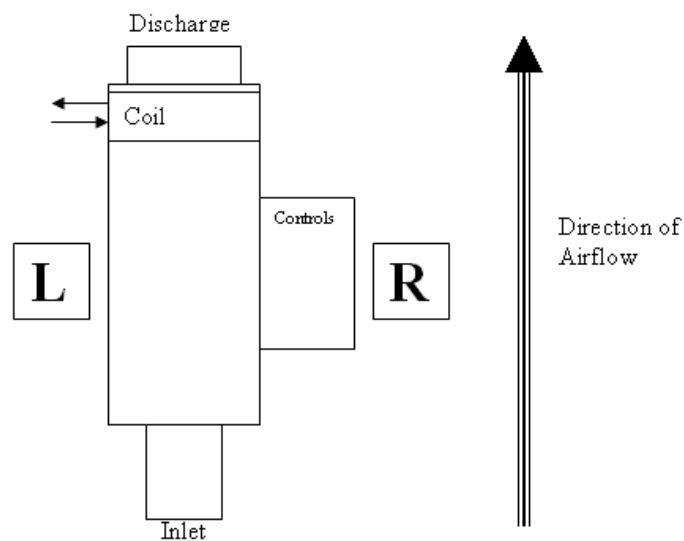 Discharge
Coil
Controls
Direction of
Airflow
L
R
Inlet